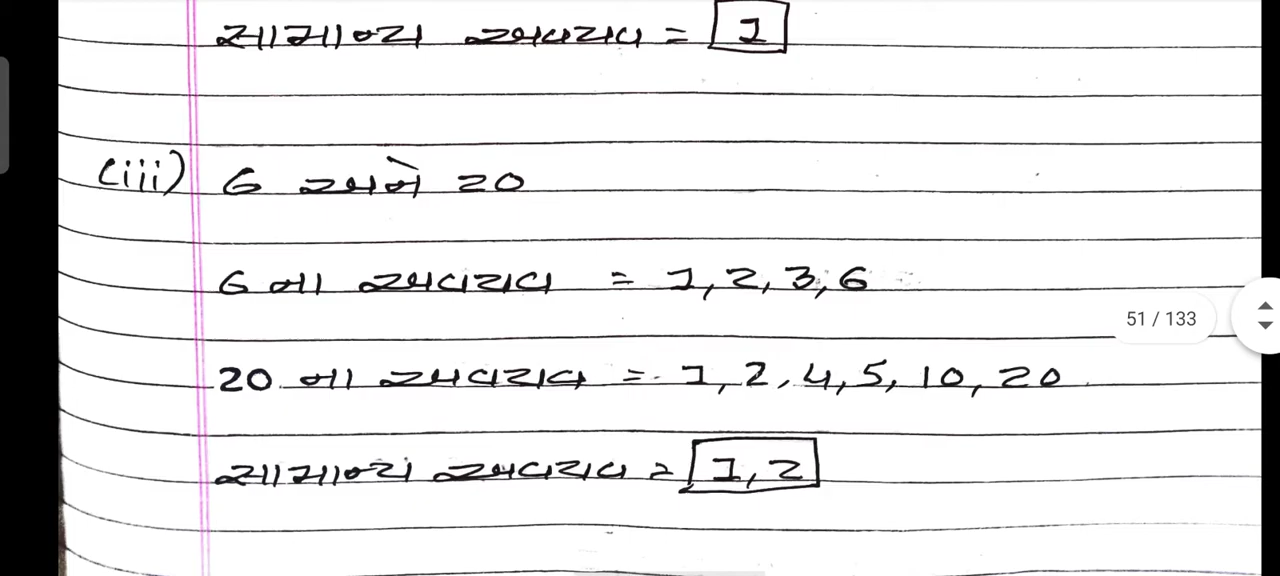 સામાન્ય અવયવ = 1
(iii) 6 અને 20
6 ના અવયવ = 1, 2, 3, 6
51 / 133
20 ના અવયવ = 1, 2, 4, 5, 10, 20
સામાન્ય અવયવ = 1, 2